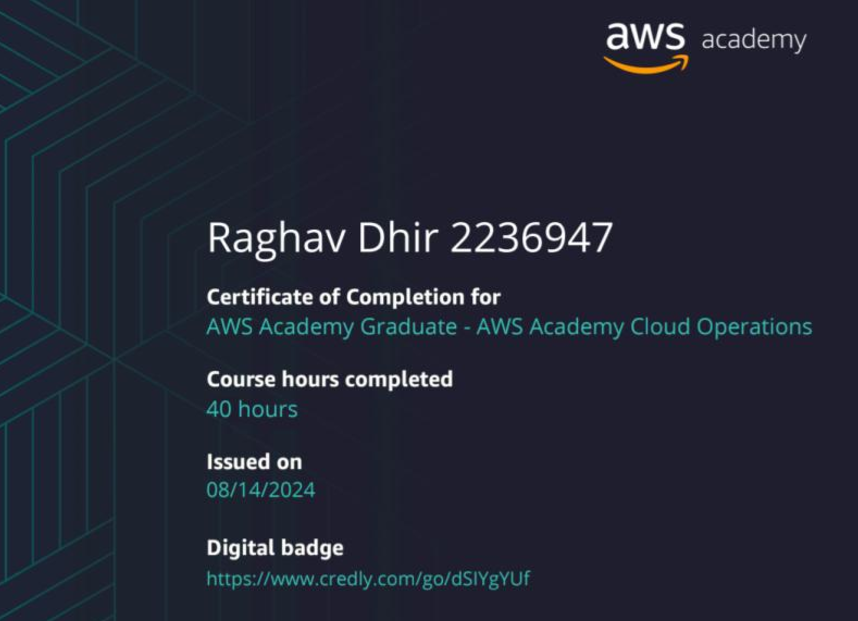 aws academy
Raghav Dhir 2236947
Certificate of Completion for
AWS Academy Graduate - AWS Academy Cloud Operations
Course hours completed
40 hours
Issued on
08/14/2024
Digital badge
https://www.credly.com/go/dSIYgYUf